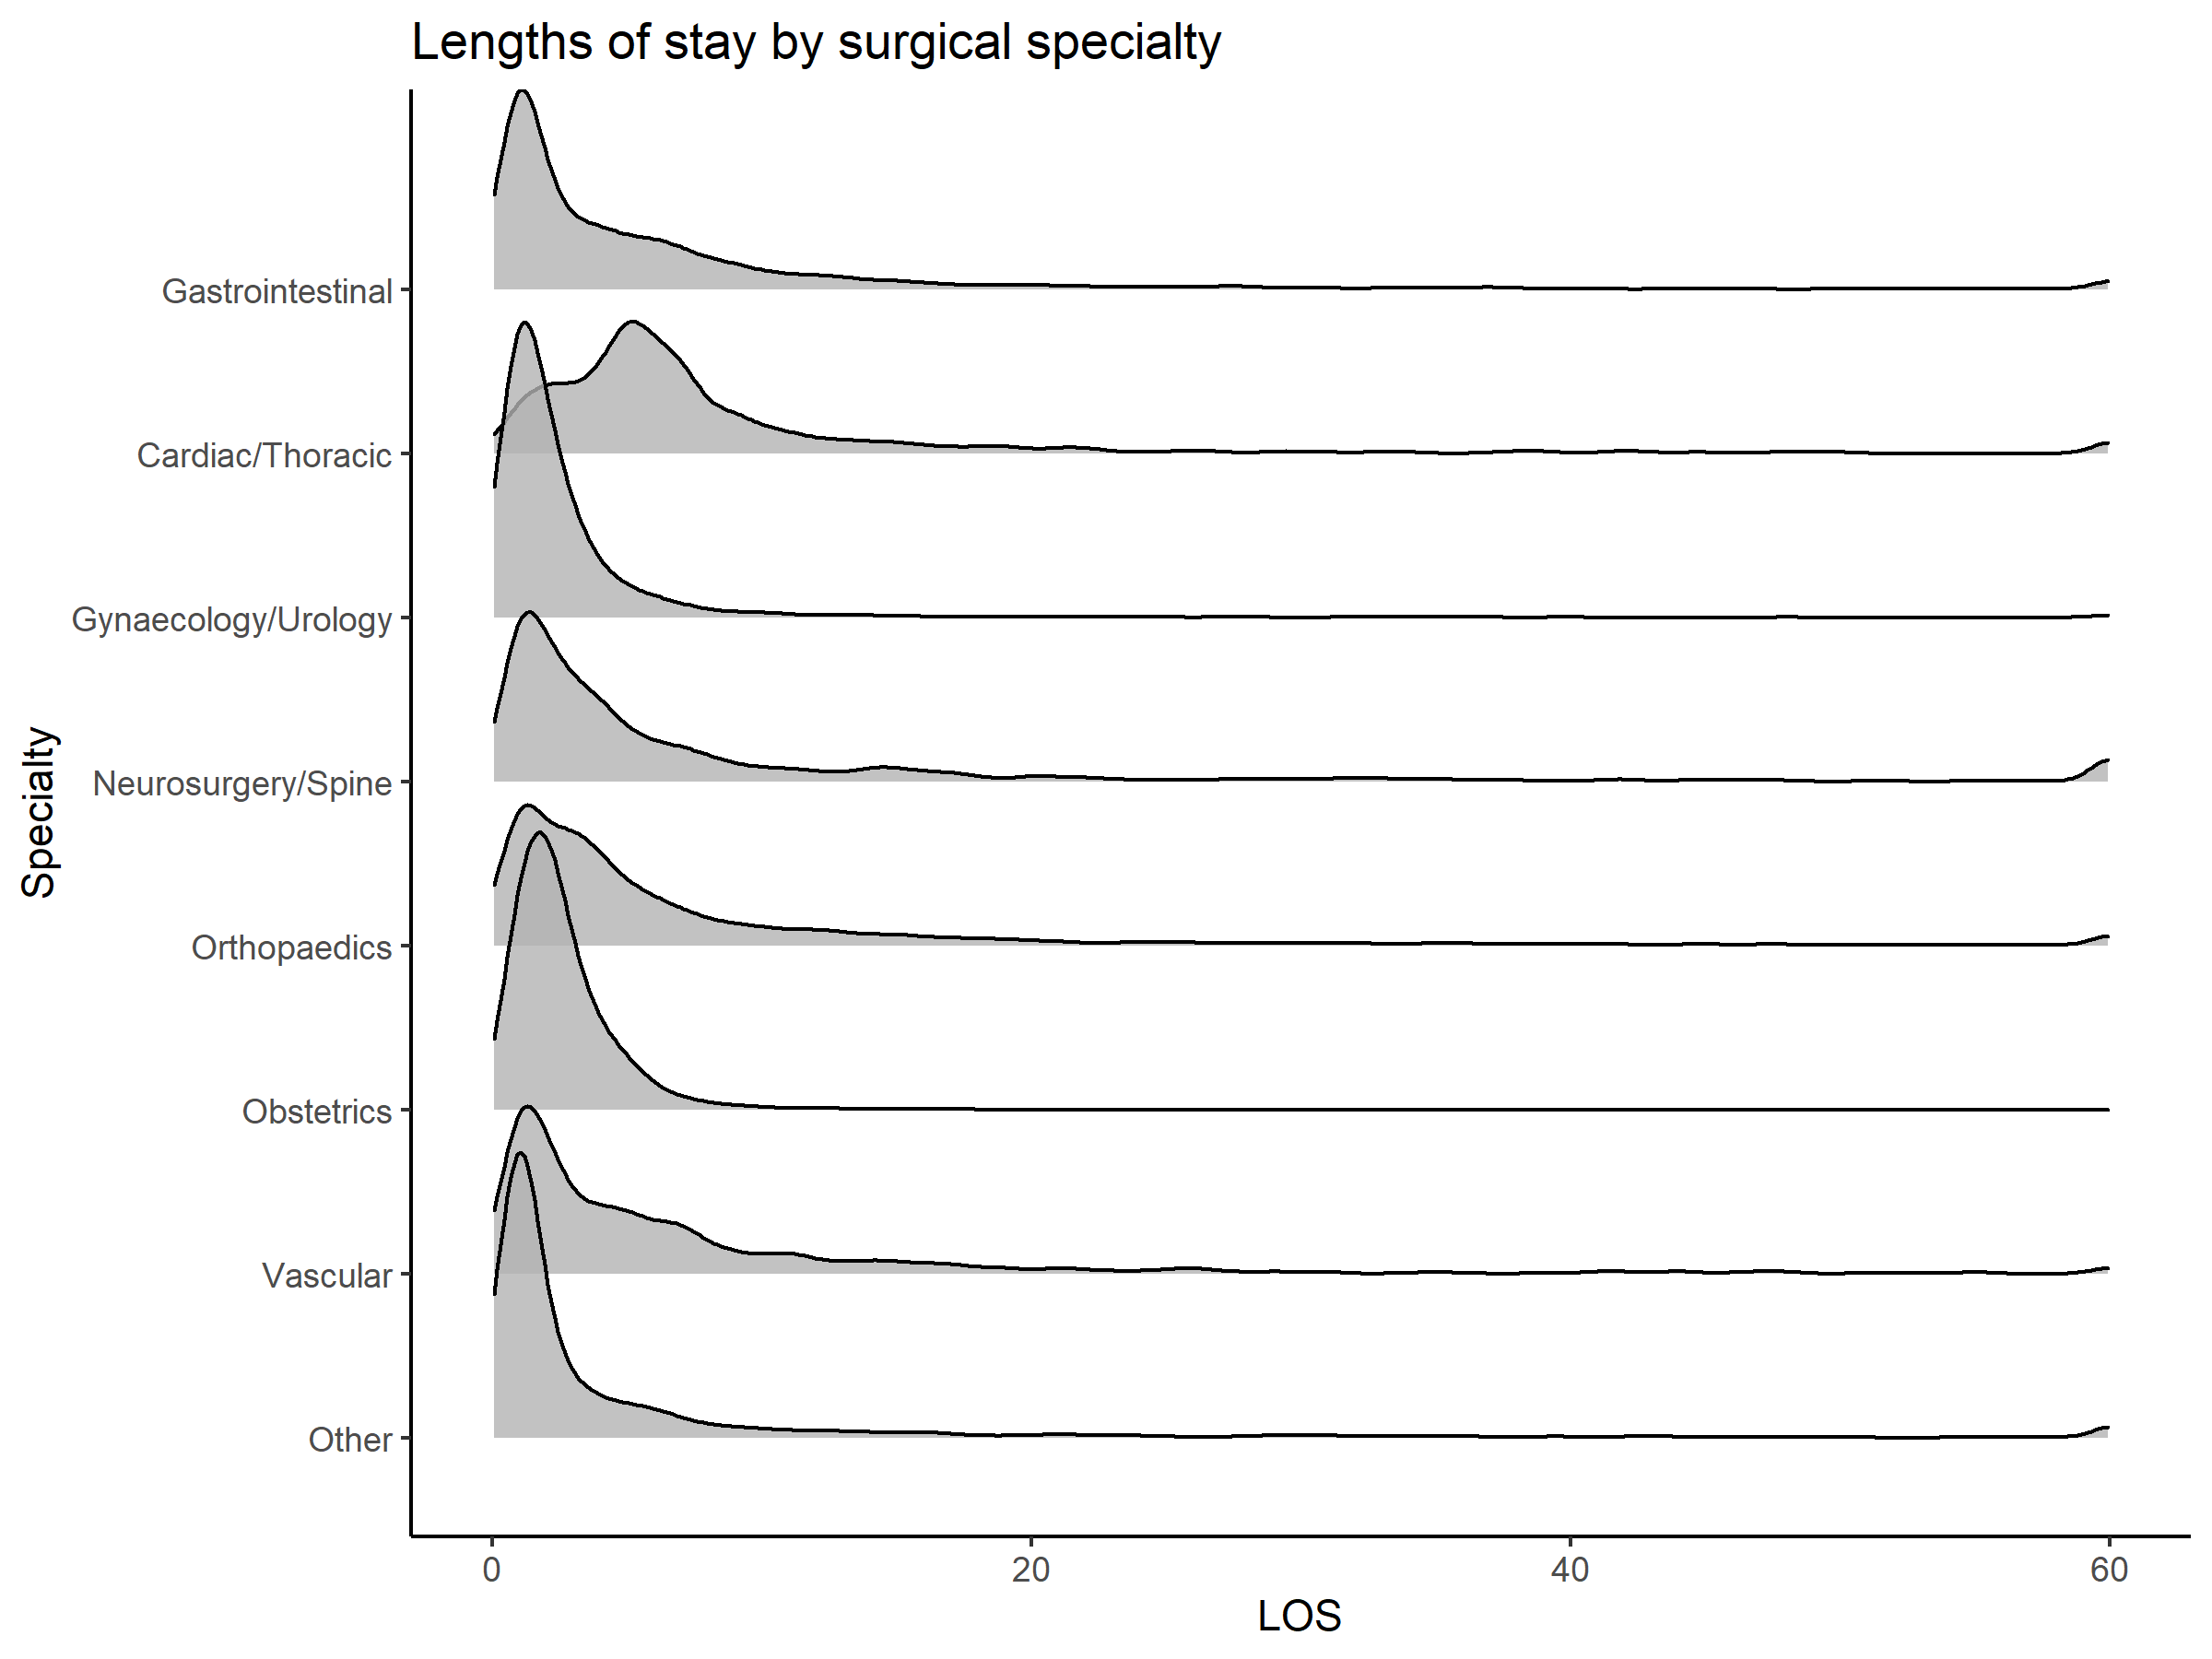 Lengths of stay by surgical specialty
Gastrointestinal
Cardiac/Thoracic
Gynaecology/Urology
Neurosurgery/Spine
Orthopaedics
Obstetrics
Vascular
Other
Specialty
0 20 40 60
LOS